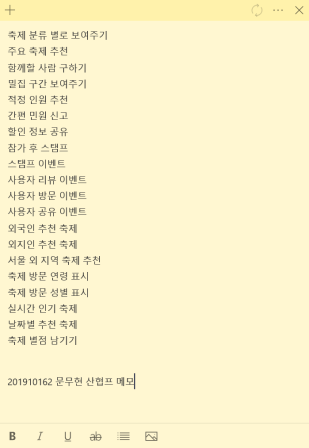 축제 분류 별로 보여주기
주요 축제 추천
함께할 사람 구하기
밀집 구간 보여주기
적정 인원 추천
간편 민원 신고
할인 정보 공유
참가 후 스탬프
스탬프 이벤트
사용자 리뷰 이벤트
사용자 방문 이벤트
사용자 공유 이벤트
외국인 추천 축제
외지인 추천 축제
서울 외 지역 축제 추천
축제 방문 연령 표시
축제 방문 성별 표시
실시간 인기 축제
날짜별 추천 축제
축제 별점 남기기
201910162 문무현 산협프 메모
B I U ab